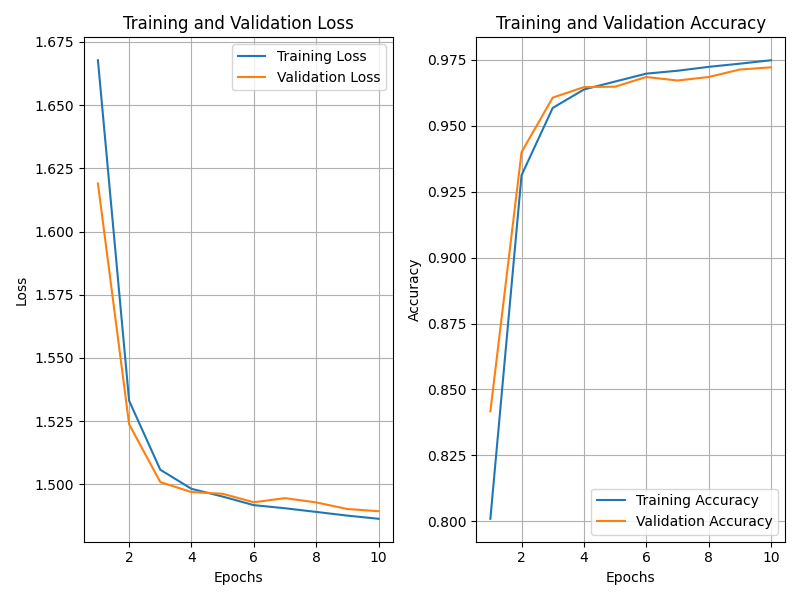 Training and Validation Loss
1.675
1.650
1.625
1.600
1.575
1.550
1.525
1.500
Loss
Training Loss
Validation Loss
2 4 6 8 10
Epochs
Training and Validation Accuracy
0.975
0.950
0.925
0.900
0.875
0.850
0.825
0.800
Accuracy
Training Accuracy
Validation Accuracy
2 4 6 8 10
Epochs